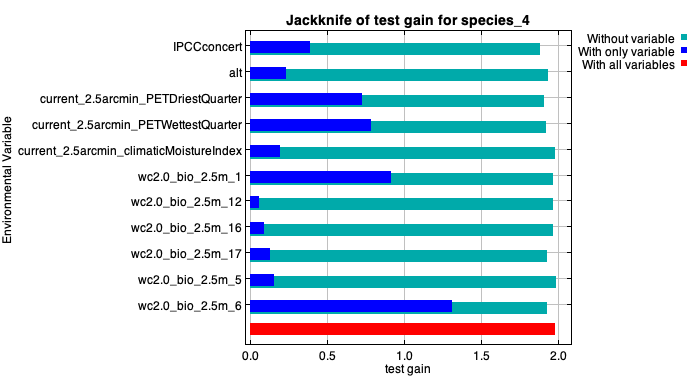 Jackknife of test gain for species_4
Without variable
With only variable
With all variables
Environmental Variable
IPCCconcert
alt
current_2.5arcmin_PETDriestQuarter
current_2.5arcmin_PETWettestQuarter
current_2.5arcmin_climaticMoistureIndex
wc2.0_bio_2.5m_1
wc2.0_bio_2.5m_12
wc2.0_bio_2.5m_16
wc2.0_bio_2.5m_17
wc2.0_bio_2.5m_5
wc2.0_bio_2.5m_6
0.0 0.5 1.0 1.5 2.0
test gain